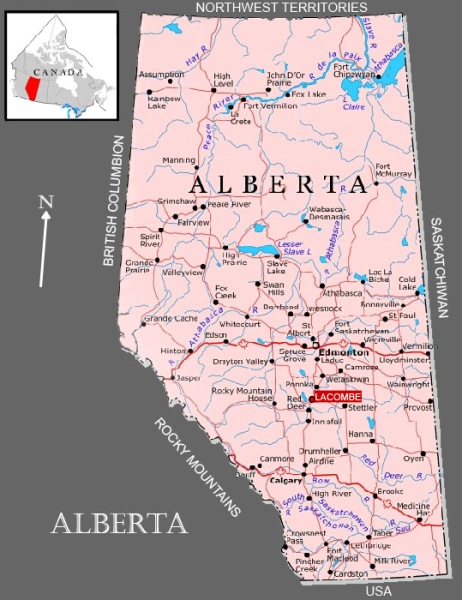 NORTHWEST TERRITORIES
CANADA
Hay R
Slave R
R de la Paix
L Athabasca
Assumption
High
Level
John D'Or
Prairie
Fort
Chipewyan
Rainbow
Lake
Fox Lake
Fort Vermilion
La
Crete
L
Claire
Peace
BRITISH COLUMBION
Manning
ALBERTA
Fort
McMurray
N
Grimshaw
Peace River
Fairview
Wabasca
Desmarais
Athabasca R
SASKATCHIWAN
Spirit
River
High
Prairie
Lesser
Slave L
Slave
Lake
Grande
Prairie
Valleyview
Lac La
Biche
Cold
Lake
Fox
Creek
Swan
Hills
Athabasca
Bonnyville
Barrhead
Westlock
St Paul
Grande Cache
Athabasca R
Whitecourt
St
Albert
Fort
Saskatchewan
Hinton
Edson
Spruce
Grove
Edmonton
Vermilion
Drayton Valley
Leduc
Camrose
Lloydminster
Jasper
Wetaskiwin
Wainwright
Rocky Mountain
House
Ponoka
LACOMBE
Red
Deer
Stettler
Provost
Innisfail
Hanna
ROCKY MOUNTAINS
Drumheller
Red Deer R
Oyen
Canmore
Banff
Airdrie
Calgary
Bow
R
High River
Brooks
South Saskatchewan
Medicine
Hat
ALBERTA
Crowsnest
Pass
Taber
Fort
Macleod
Lethbridge
Pincher
Creek
Milk River
Cardston
USA